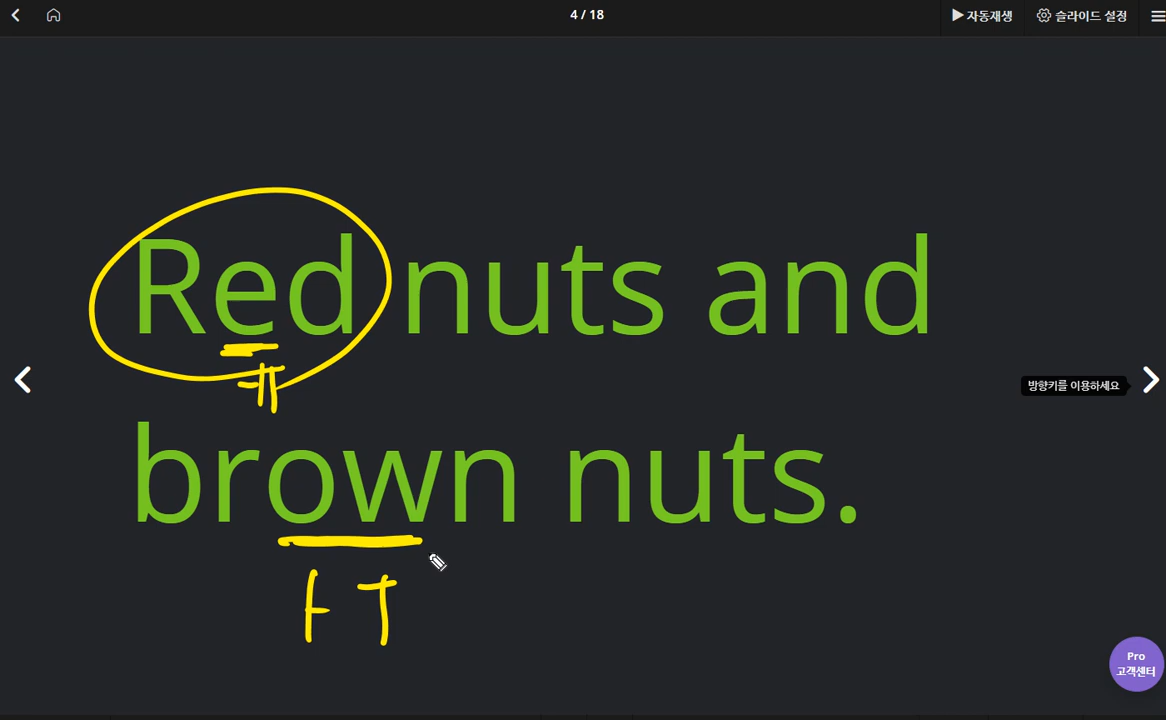 4 / 18
▶ 자동재생
슬라이드 설정
Red nuts and
ㅔ
방향키를 이용하세요
brown nuts.
ㅏㅜ
Pro
고객센터